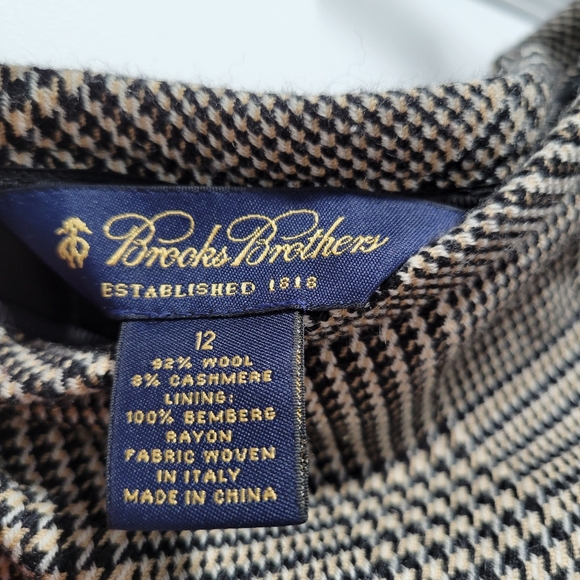 Brooks Brothers
ESTABLISHED 1818
12
92% WOOL
8% CASHMERE
LINING:
100% BEMBERG
RAYON
FABRIC WOVEN
IN ITALY
MADE IN CHINA